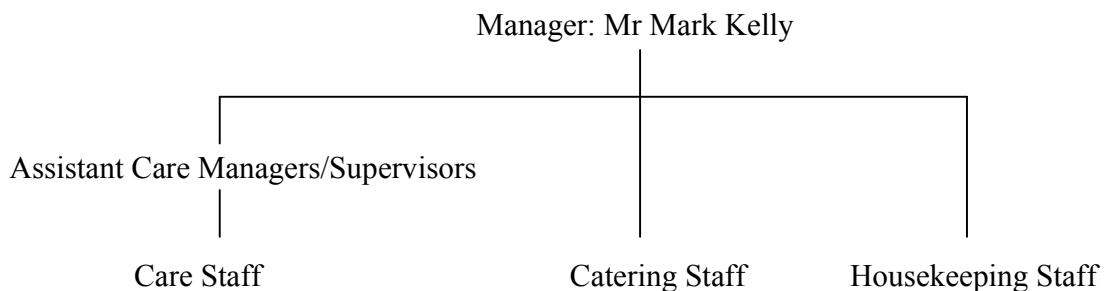 Manager: Mr Mark Kelly
Assistant Care Managers/Supervisors
Care Staff
Catering Staff
Housekeeping Staff